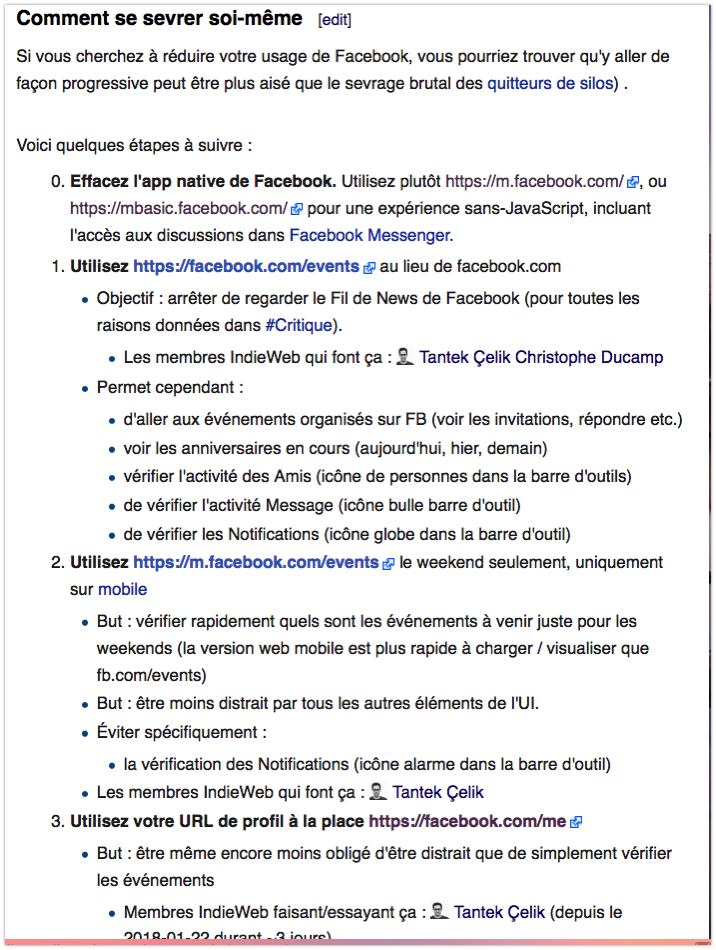 Comment se sevrer soi-même [edit]
Si vous cherchez à réduire votre usage de Facebook, vous pourriez trouver qu'y aller de
façon progressive peut être plus aisé que le sevrage brutal des quitteurs de silos) .
Voici quelques étapes à suivre :
0. Effacez l'app native de Facebook. Utilisez plutôt https://m.facebook.com/, ou
https://mbasic.facebook.com/ pour une expérience sans-JavaScript, incluant
l'accès aux discussions dans Facebook Messenger.
1. Utilisez https://facebook.com/events au lieu de facebook.com
• Objectif : arrêter de regarder le Fil de News de Facebook (pour toutes les
raisons données dans #Critique).
• Les membres IndieWeb qui font ça : Tantek Çelik Christophe Ducamp
• Permet cependant :
• d'aller aux événements organisés sur FB (voir les invitations, répondre etc.)
• voir les anniversaires en cours (aujourd'hui, hier, demain)
• vérifier l'activité des Amis (icône de personnes dans la barre d'outils)
• de vérifier l'activité Message (icône bulle barre d'outil)
• de vérifier les Notifications (icône globe dans la barre d'outil)
2. Utilisez https://m.facebook.com/events le weekend seulement, uniquement
sur mobile
• But : vérifier rapidement quels sont les événements à venir juste pour les
weekends (la version web mobile est plus rapide à charger / visualiser que
fb.com/events)
• But : être moins distrait par tous les autres éléments de l'UI.
• Éviter spécifiquement :
• la vérification des Notifications (icône alarme dans la barre d'outil)
• Les membres IndieWeb qui font ça : Tantek Çelik
3. Utilisez votre URL de profil à la place https://facebook.com/me
• But : être même encore moins obligé d'être distrait que de simplement vérifier
les événements
• Membres IndieWeb faisant/essayant ça : Tantek Çelik (depuis le
2018-01-22 durant ~3 jours)